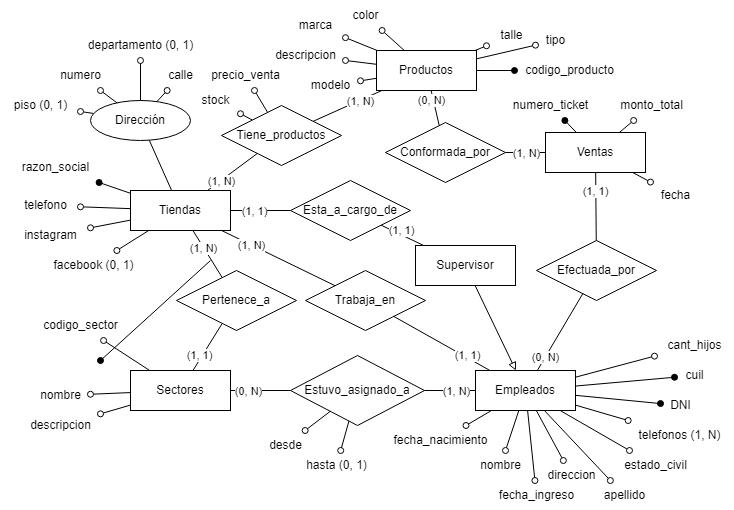 color
marca
talle
departamento (0, 1)
tipo
descripcion
Productos
codigo_producto
numero
calle
precio_venta
modelo
(1, N)
(0, N)
piso (0, 1)
stock
numero_ticket
monto_total
Dirección
Tiene_productos
Conformada_por
(1, N)
Ventas
razon_social
(1, N)
(1, 1)
fecha
telefono
Tiendas
(1, 1)
Esta_a_cargo_de
instagram
(1, N)
(1, N)
(1, 1)
facebook (0, 1)
Supervisor
Efectuada_por
Pertenece_a
Trabaja_en
codigo_sector
(1, 1)
(1, 1)
(0, N)
cant_hijos
nombre
Sectores
(0, N)
Estuvo_asignado_a
(1, N)
Empleados
cuil
DNI
descripcion
desde
fecha_nacimiento
telefonos (1, N)
hasta (0, 1)
nombre
direccion
estado_civil
fecha_ingreso
apellido